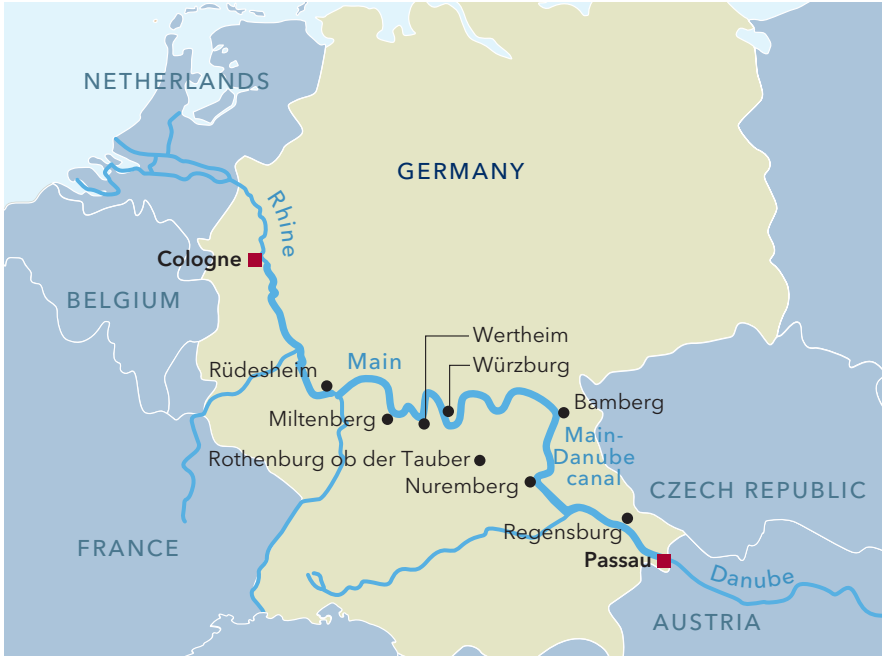 NETHERLANDS
GERMANY
Rhine
Cologne
BELGIUM
Wertheim
Main
Würzburg
Rüdesheim
Bamberg
Miltenberg
Main-
Danube
canal
Rothenburg ob der Tauber
Nuremberg
CZECH REPUBLIC
Regensburg
FRANCE
Passau
Danube
AUSTRIA